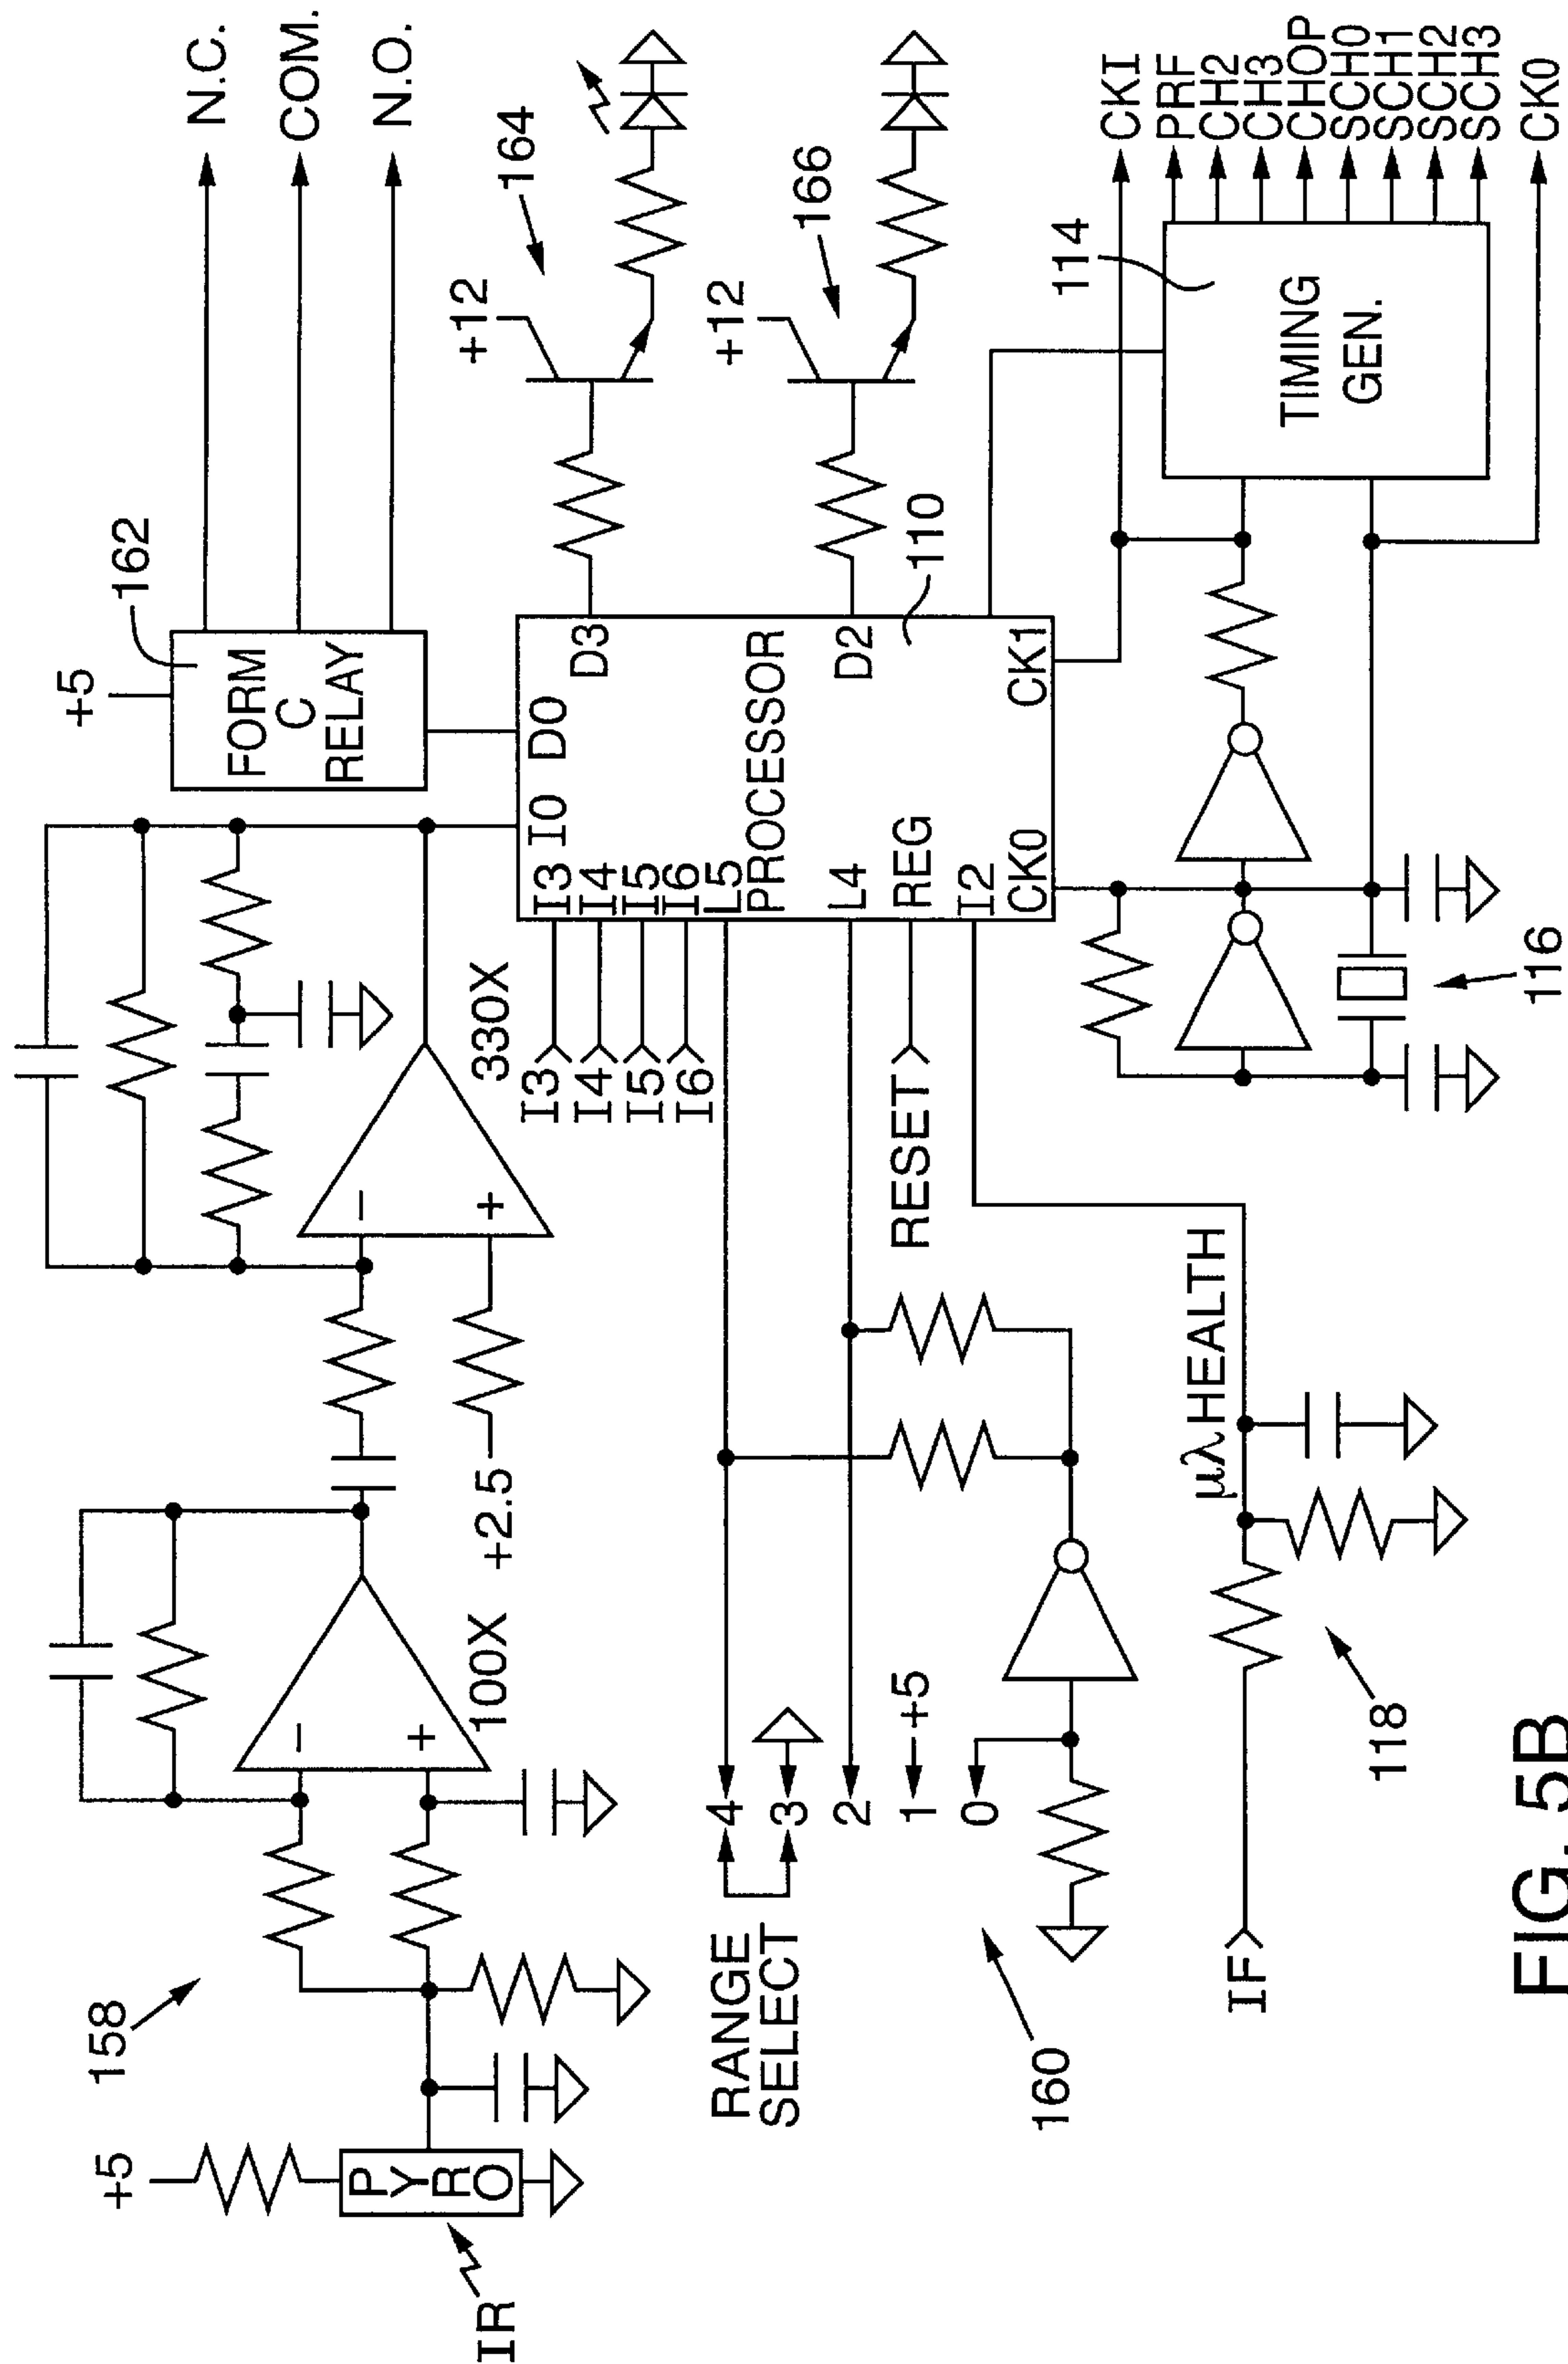 158
+5
PYRO
IR
100X
-
+
+2.5
330X
-
+
+5
162
FORM
C
RELAY
N.C.
COM.
N.O.
I3
I4
I5
I6
I3
I4
I5
I6
L5
I0
D0
D3
PROCESSOR
L4
D2
REG
I2
CK0
CK1
110
+12
164
+12
166
RANGE
SELECT
4
3
2
1
+5
0
160
RESET
μλ HEALTH
IF
118
116
114
TIMING
GEN.
CKI
PRF
CH2
CH3
CHOP
SCH0
SCH1
SCH2
SCH3
CK0
FIG. 5B